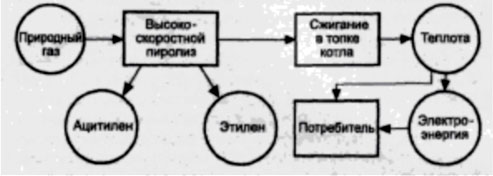 Природный
газ
Высоко-
скоростной
пиролиз
Сжигание
в топке
котла
Теплота
Ацитилен
Этилен
Потребитель
Электро-
энергия